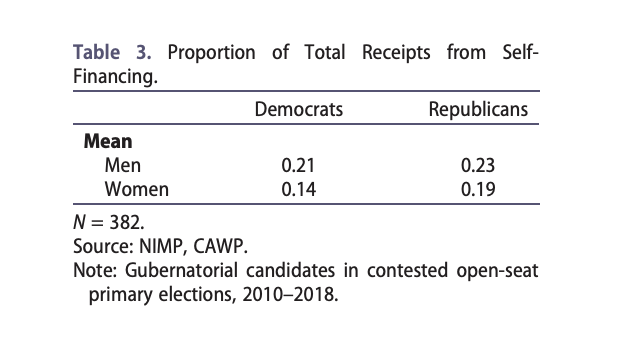 Table 3. Proportion of Total Receipts from Self-
Financing.
Democrats Republicans
Mean
Men 0.21 0.23
Women 0.14 0.19
N = 382.
Source: NIMP, CAWP.
Note: Gubernatorial candidates in contested open-seat
primary elections, 2010–2018.